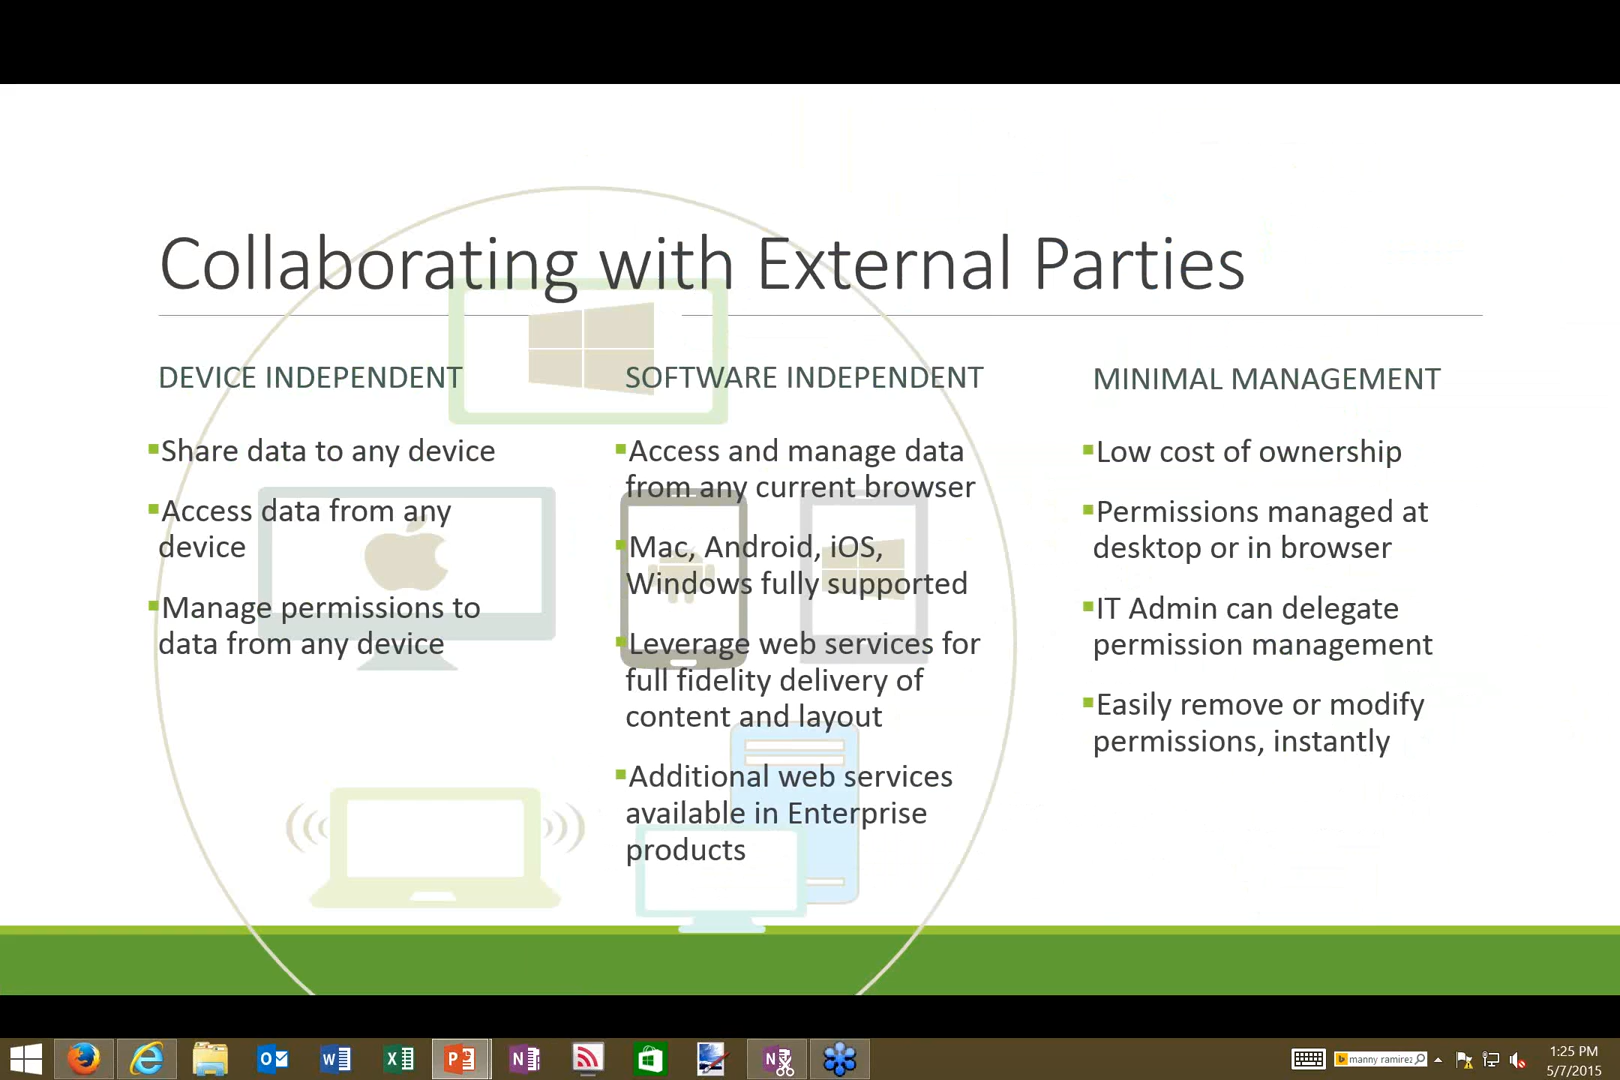 Collaborating with External Parties
DEVICE INDEPENDENT
Share data to any device
Access data from any
device
Manage permissions to
data from any device
SOFTWARE INDEPENDENT
Access and manage data
from any current browser
Mac, Android, iOS,
Windows fully supported
Leverage web services for
full fidelity delivery of
content and layout
Additional web services
available in Enterprise
products
MINIMAL MANAGEMENT
Low cost of ownership
Permissions managed at
desktop or in browser
IT Admin can delegate
permission management
Easily remove or modify
permissions, instantly
manny ramirez
1:25 PM
5/7/2015